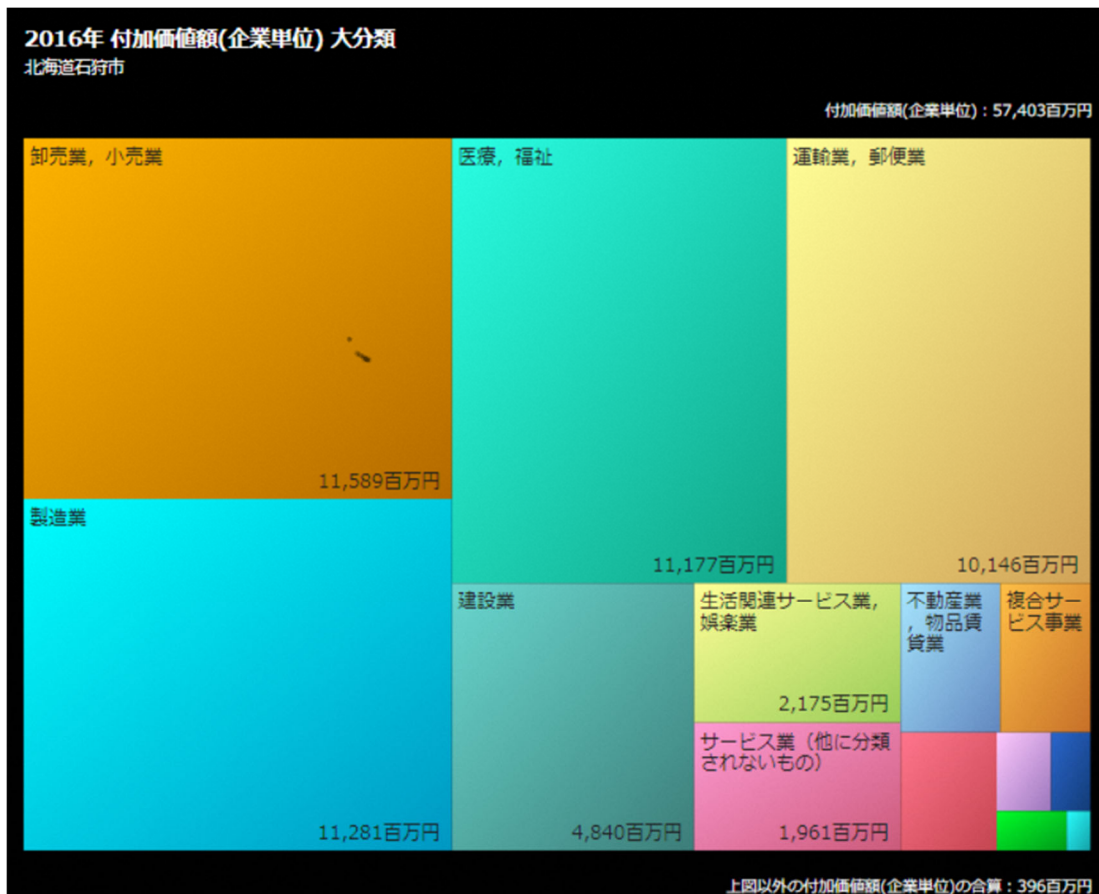 2016年 付加価値額(企業単位) 大分類
北海道石狩市
付加価値額(企業単位)：57,403百万円
卸売業，小売業
11,589百万円
製造業
11,281百万円
医療，福祉
11,177百万円
運輸業，郵便業
10,146百万円
建設業
4,840百万円
生活関連サービス業，
娯楽業
2,175百万円
サービス業（他に分類
されないもの）
1,961百万円
不動産業
，物品賃
貸業
複合サー
ビス事業
上図以外の付加価値額(企業単位)の合算：396百万円